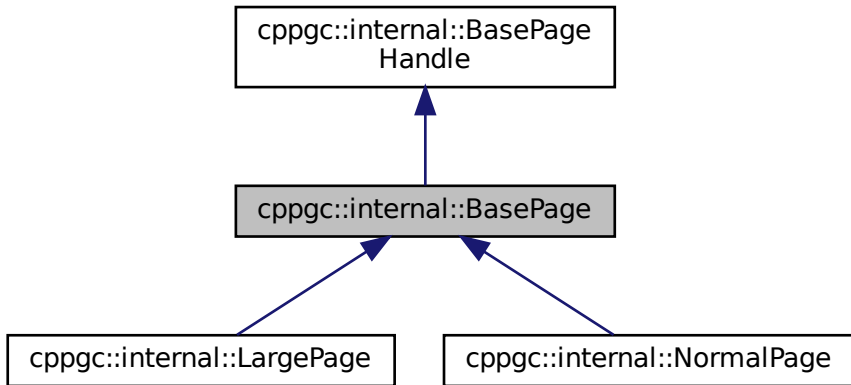 cppgc::internal::BasePage
Handle
cppgc::internal::BasePage
cppgc::internal::LargePage
cppgc::internal::NormalPage